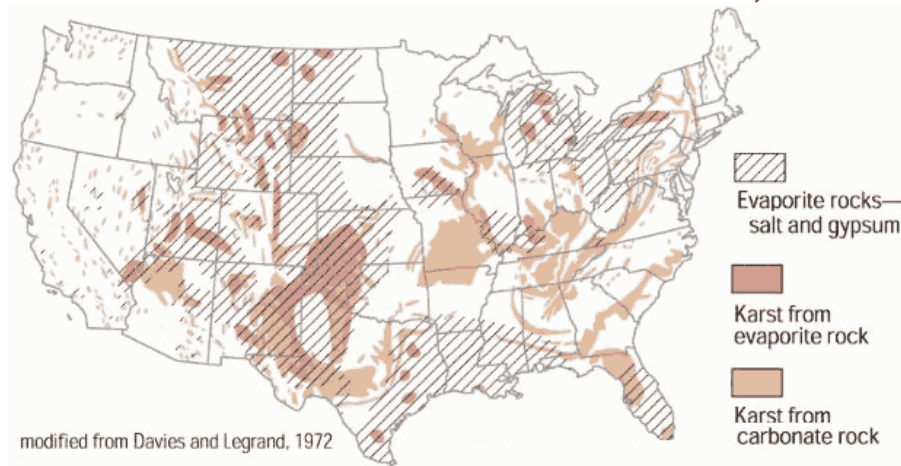 Evaporite rocks—
salt and gypsum
Karst from
evaporite rock
Karst from
carbonate rock
modified from Davies and Legrand, 1972